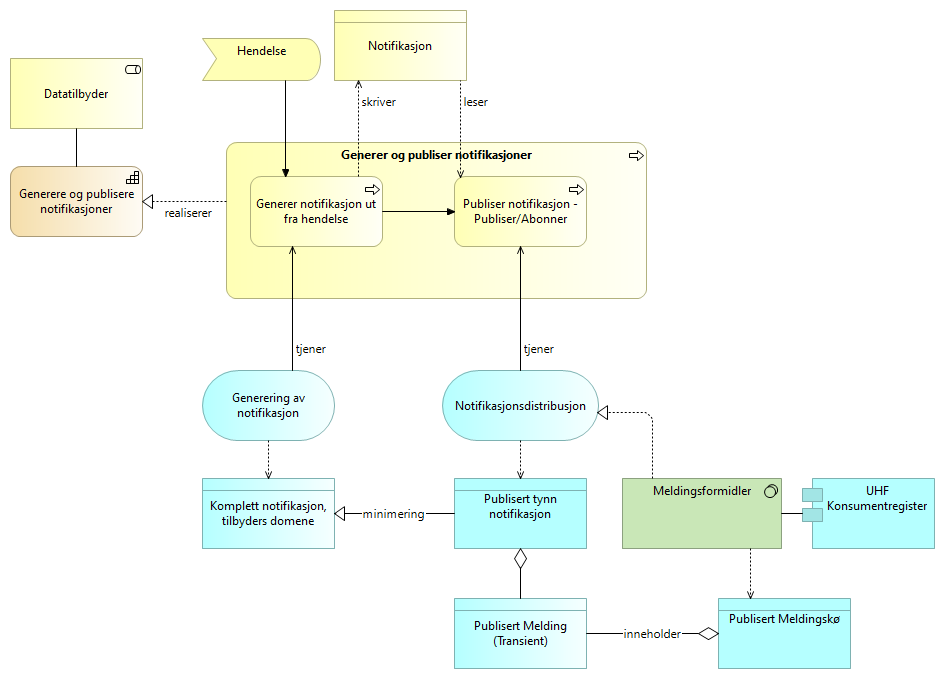 Hendelse
Notifikasjon
Datatilbyder
skriver
leser
Generer og publiser notifikasjoner
Generere og publisere
notifikasjoner
realiserer
Generer notifikasjon ut
fra hendelse
Publiser notifikasjon -
Publiser/Abonner
tjener
tjener
Generering av
notifikasjon
Notifikasjonsdistribusjon
Komplett notifikasjon,
tilbyders domene
minimering
Publisert tynn
notifikasjon
Meldingsformidler
UHF
Konsumentregister
Publisert Melding
(Transient)
inneholder
Publisert Meldingskø